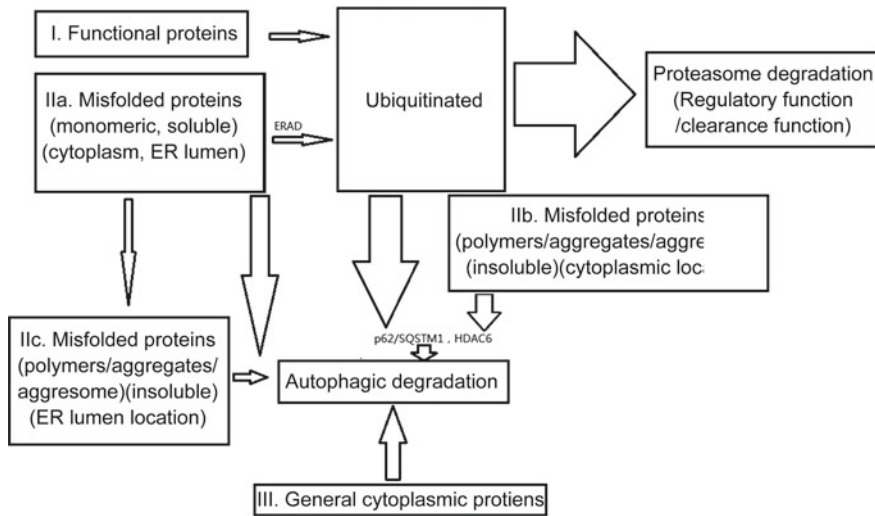 I. Functional proteins
IIa. Misfolded proteins
(monomeric, soluble)
(cytoplasm, ER lumen)
ERAD
Ubiquitinated
Proteasome degradation
(Regulatory function
/clearance function)
IIb. Misfolded proteins
(polymers/aggregates/aggre
(insoluble)(cytoplasmic loc
p62/SQSTM1 , HDAC6
IIc. Misfolded proteins
(polymers/aggregates/
aggresome)(insoluble)
(ER lumen location)
Autophagic degradation
III. General cytoplasmic protiens